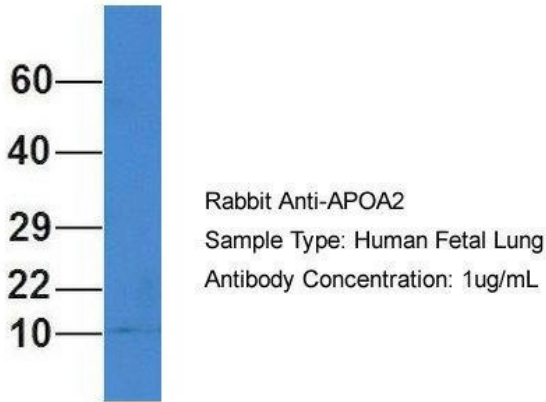 60
40
29
22
10
Rabbit Anti-APOA2
Sample Type: Human Fetal Lung
Antibody Concentration: 1ug/mL